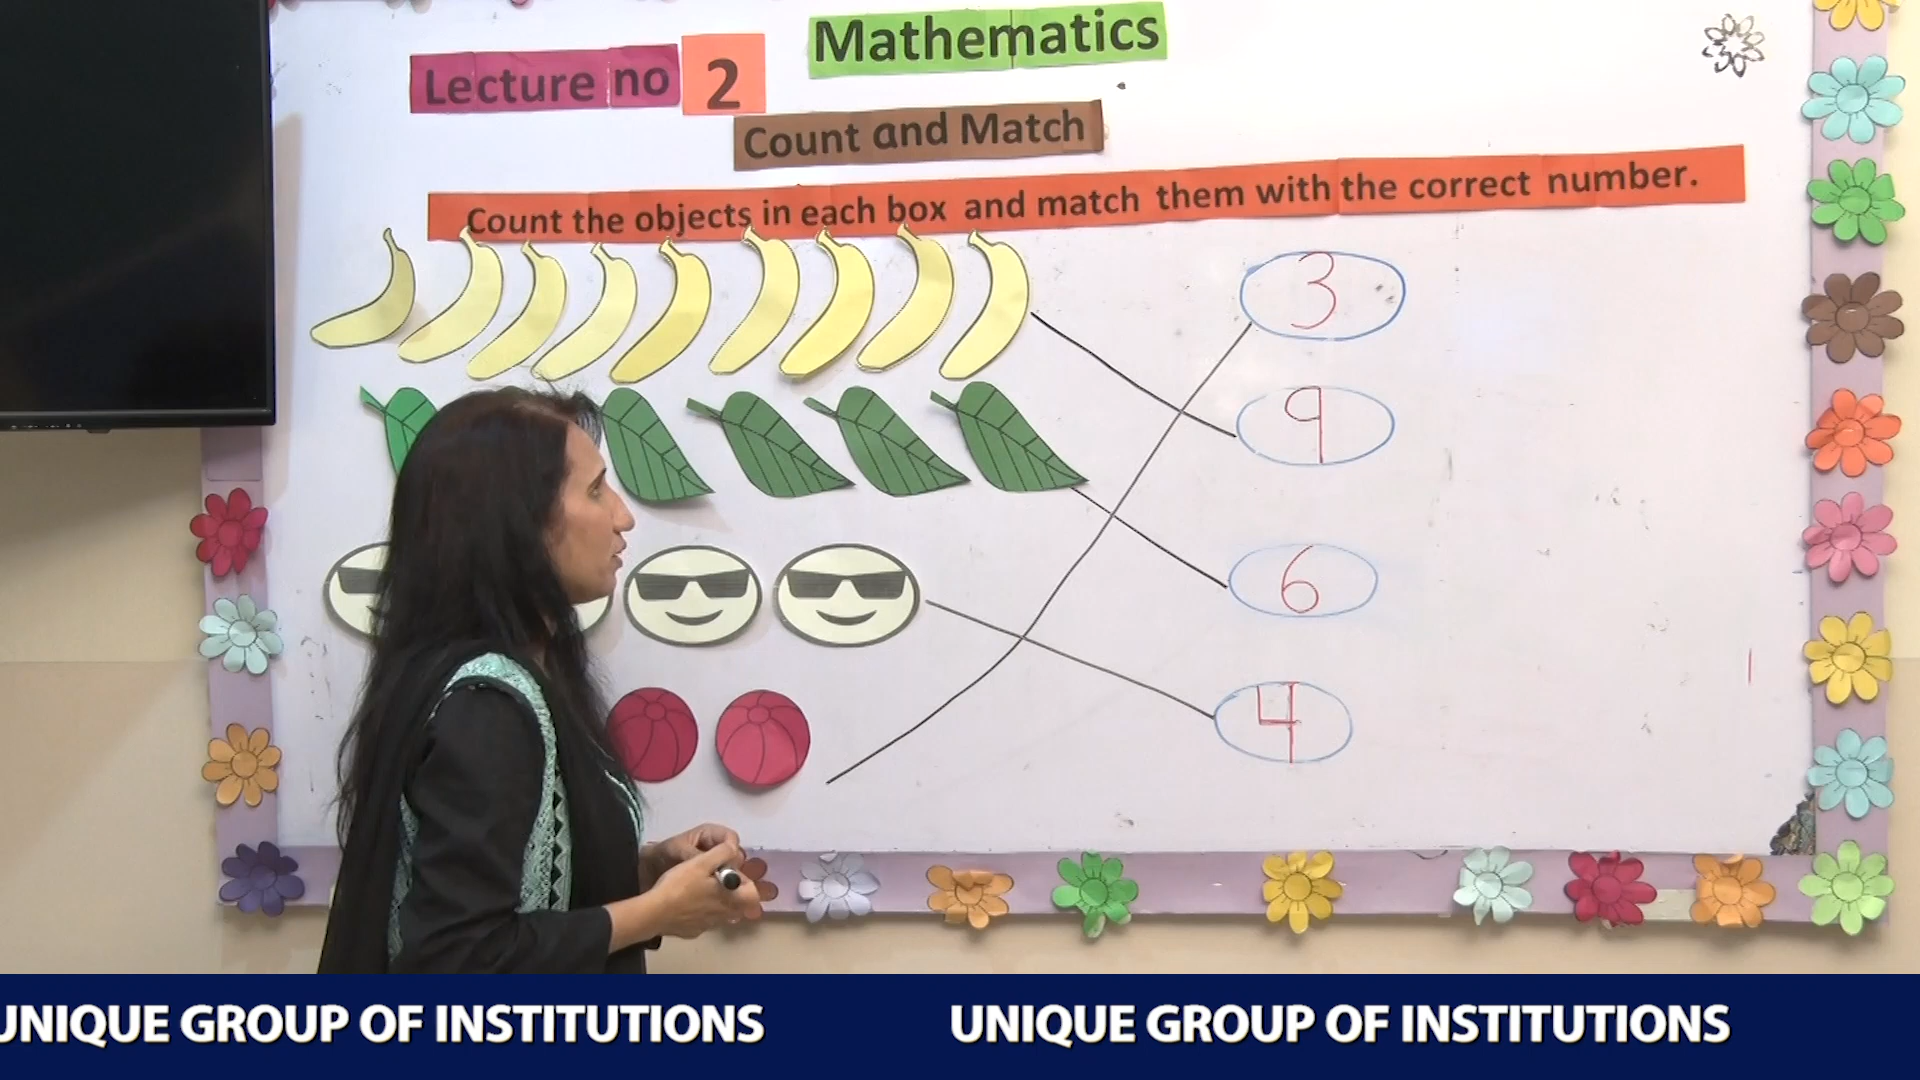 Mathematics
Lecture no 2
Count and Match
Count the objects in each box and match them with the correct number.
3
9
6
4
UNIQUE GROUP OF INSTITUTIONS UNIQUE GROUP OF INSTITUTIONS